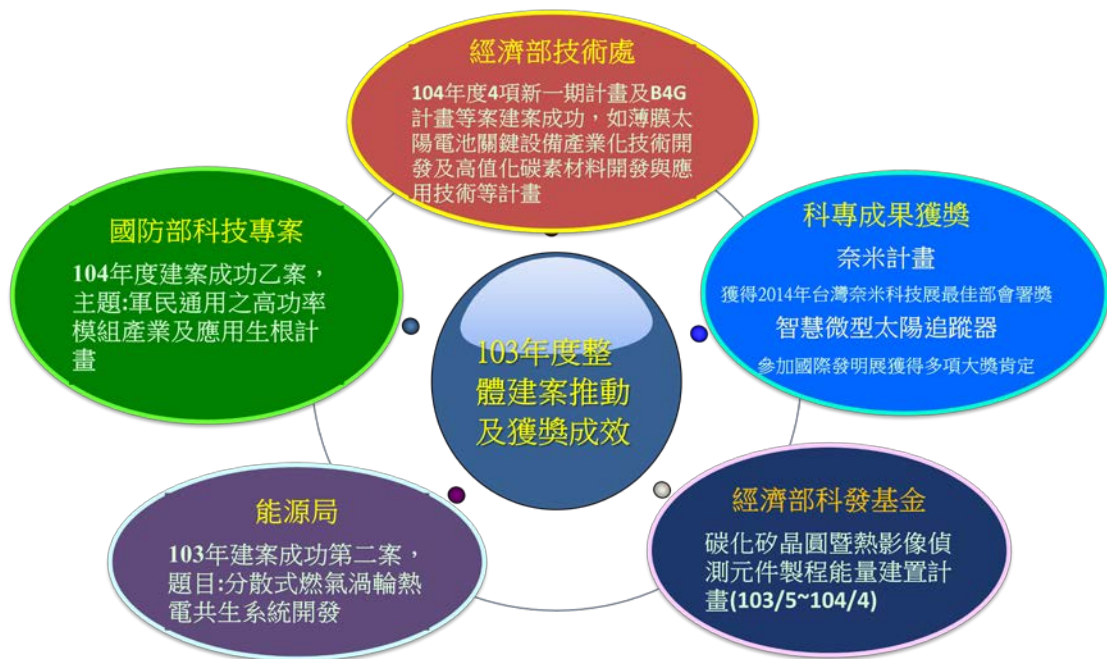 經濟部技術處
104年度4項新一期計畫及B4G
計畫等案建案成功，如薄膜太
陽電池關鍵設備產業化技術開
發及高值化碳素材料開發與應
用技術等計畫
國防部科技專案
104年度建案成功乙案，
主題:軍民通用之高功率
模組產業及應用生根計
畫
科專成果獲獎
奈米計畫
獲得2014年台灣奈米科技展最佳部會署獎
智慧微型太陽追蹤器
參加國際發明展獲得多項大獎肯定
103年度整
體建案推動
及獲獎成效
能源局
103年建案成功第二案，
題目:分散式燃氣渦輪熱
電共生系統開發
經濟部科發基金
碳化矽晶圓暨熱影像偵
測元件製程能量建置計
畫(103/5~104/4)